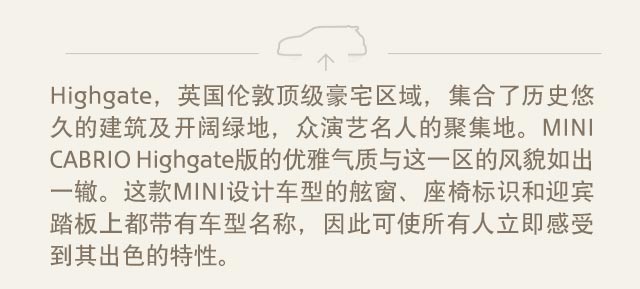 Highgate，英国伦敦顶级豪宅区域，集合了历史悠
久的建筑及开阔绿地，众演艺名人的聚集地。MINI
CABRIO Highgate版的优雅气质与这一区的风貌如出
一辙。这款MINI设计车型的舷窗、座椅标识和迎宾
踏板上都带有车型名称，因此可使所有人立即感受
到其出色的特性。